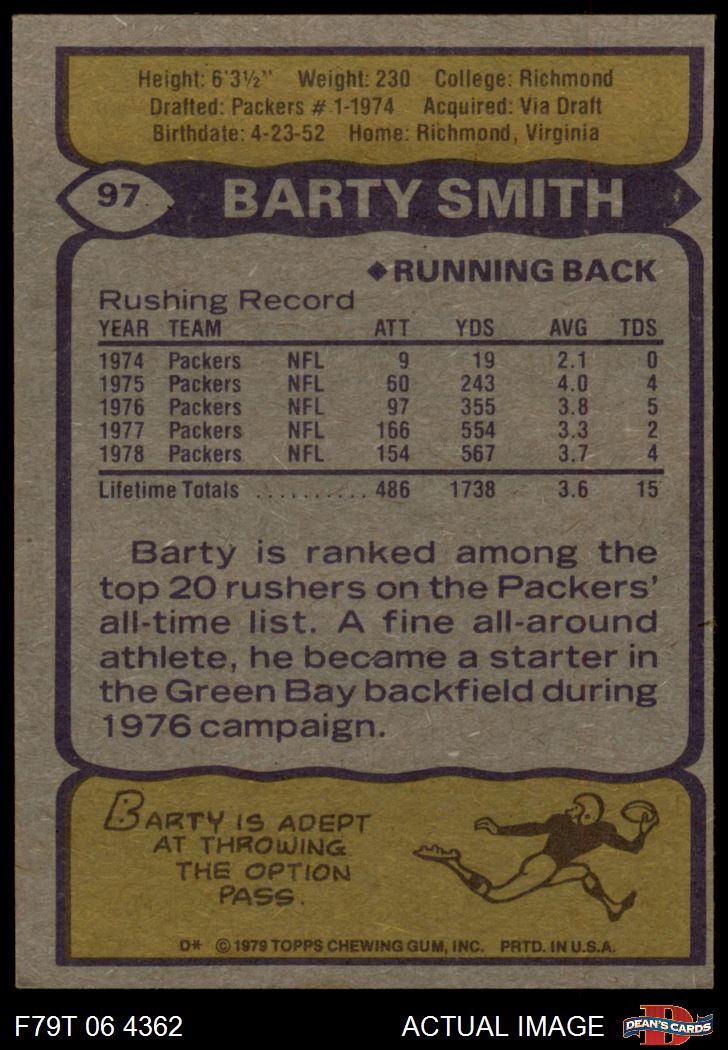 Height: 6'3½" Weight: 230 College: Richmond
Drafted: Packers # 1-1974 Acquired: Via Draft
Birthdate: 4-23-52 Home: Richmond, Virginia
97 BARTY SMITH
◆RUNNING BACK
Rushing Record
YEAR TEAM ATT YDS AVG TDS
1974 Packers NFL 9 19 2.1 0
1975 Packers NFL 60 243 4.0 4
1976 Packers NFL 97 355 3.8 5
1977 Packers NFL 166 554 3.3 2
1978 Packers NFL 154 567 3.7 4
Lifetime Totals .......... 486 1738 3.6 15
Barty is ranked among the
top 20 rushers on the Packers'
all-time list. A fine all-around
athlete, he became a starter in
the Green Bay backfield during
1976 campaign.
BARTY IS ADEPT
AT THROWING
THE OPTION
PASS.
D* © 1979 TOPPS CHEWING GUM, INC. PRTD. IN U.S.A.
F79T 06 4362 ACTUAL IMAGE D DEAN'S CARDS